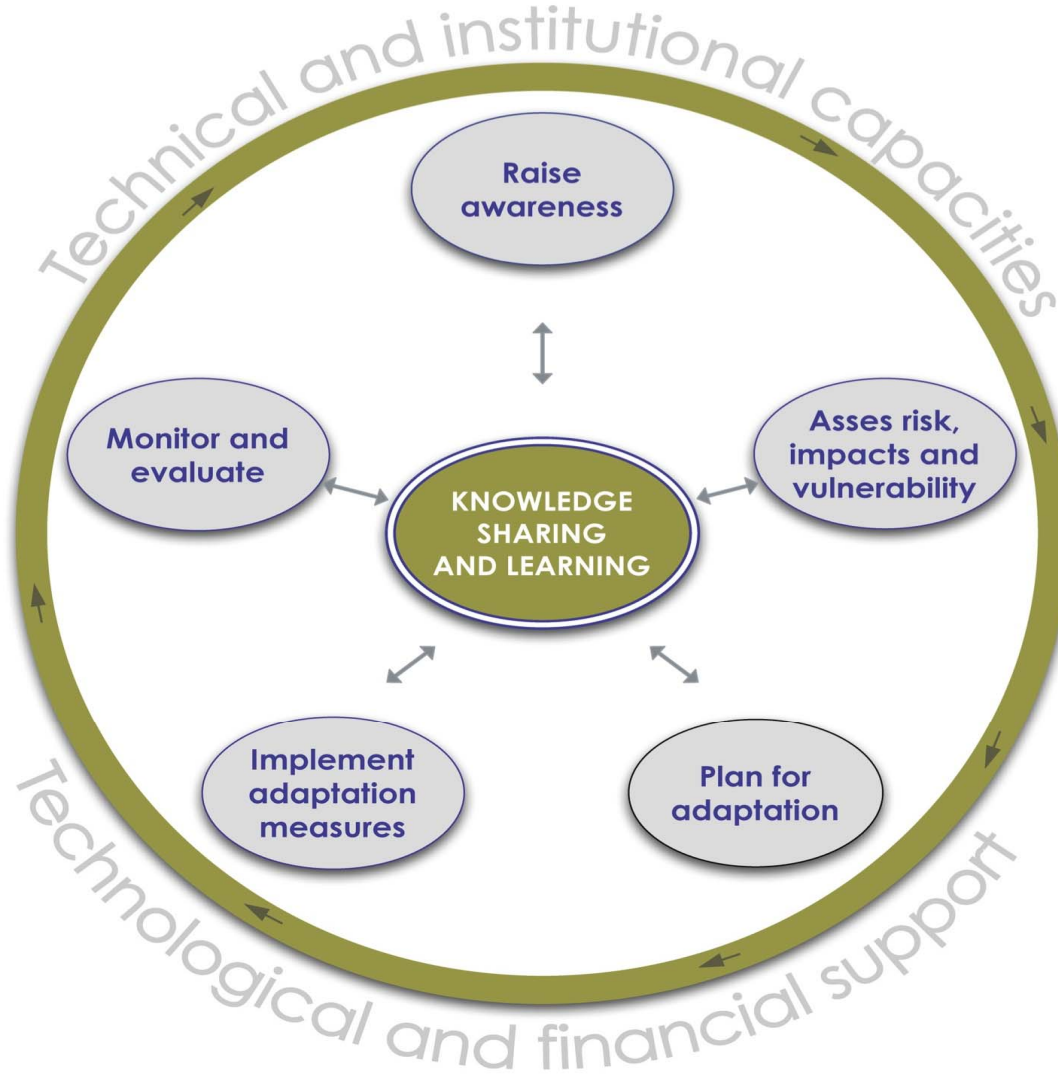 Technical and institutional capacities
Raise
awareness
Monitor and
evaluate
Asses risk,
impacts and
vulnerability
KNOWLEDGE
SHARING
AND LEARNING
Implement
adaptation
measures
Plan for
adaptation
Technological and financial support